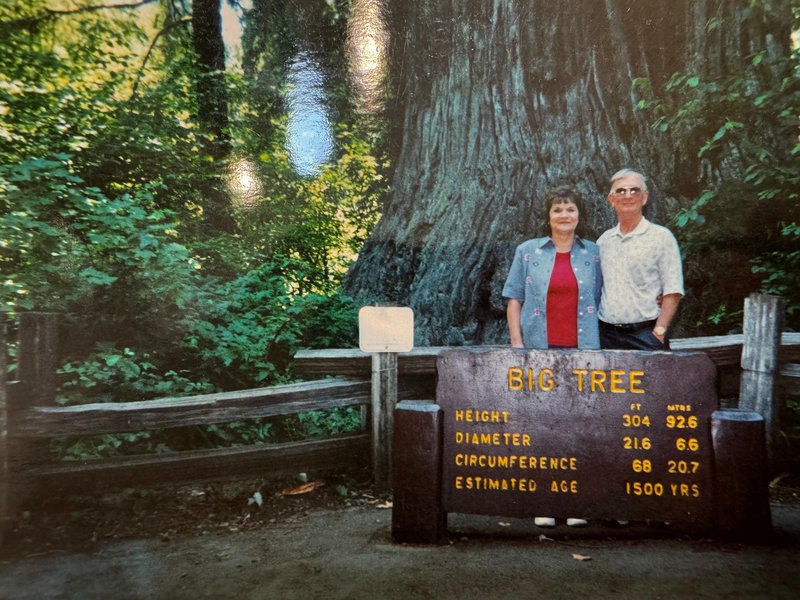 BIG TREE
FT MTRS
HEIGHT 304 92.6
DIAMETER 21.6 6.6
CIRCUMFERENCE 68 20.7
ESTIMATED AGE 1500 YRS